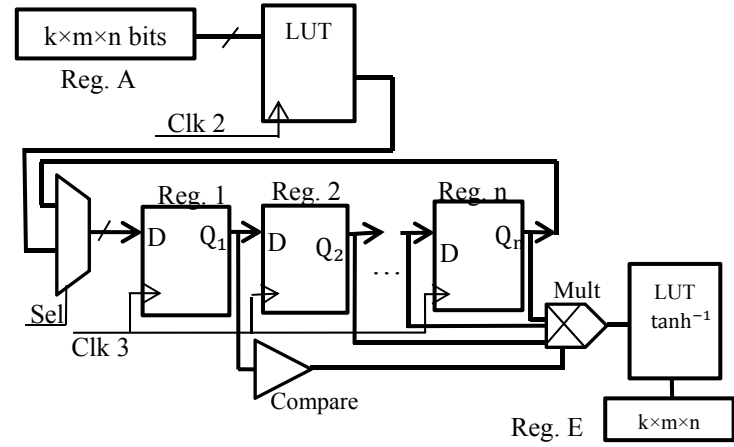 k×m×n bits
LUT
Reg. A
Clk 2
Reg. 1
Reg. 2
Reg. n
D
Q₁
D
Q₂
...
D
Qₙ
Sel
Clk 3
Compare
Mult
LUT
tanh⁻¹
Reg. E
k×m×n